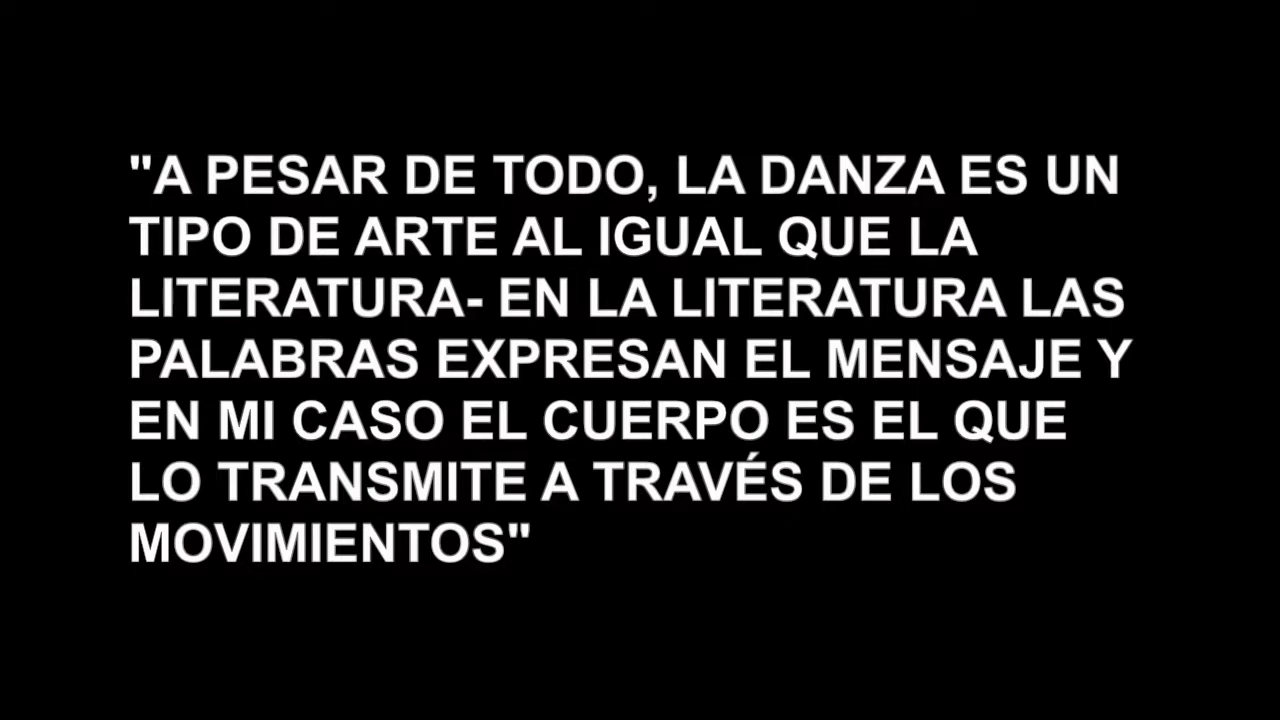 "A PESAR DE TODO, LA DANZA ES UN
TIPO DE ARTE AL IGUAL QUE LA
LITERATURA- EN LA LITERATURA LAS
PALABRAS EXPRESAN EL MENSAJE Y
EN MI CASO EL CUERPO ES EL QUE
LO TRANSMITE A TRAVÉS DE LOS
MOVIMIENTOS"